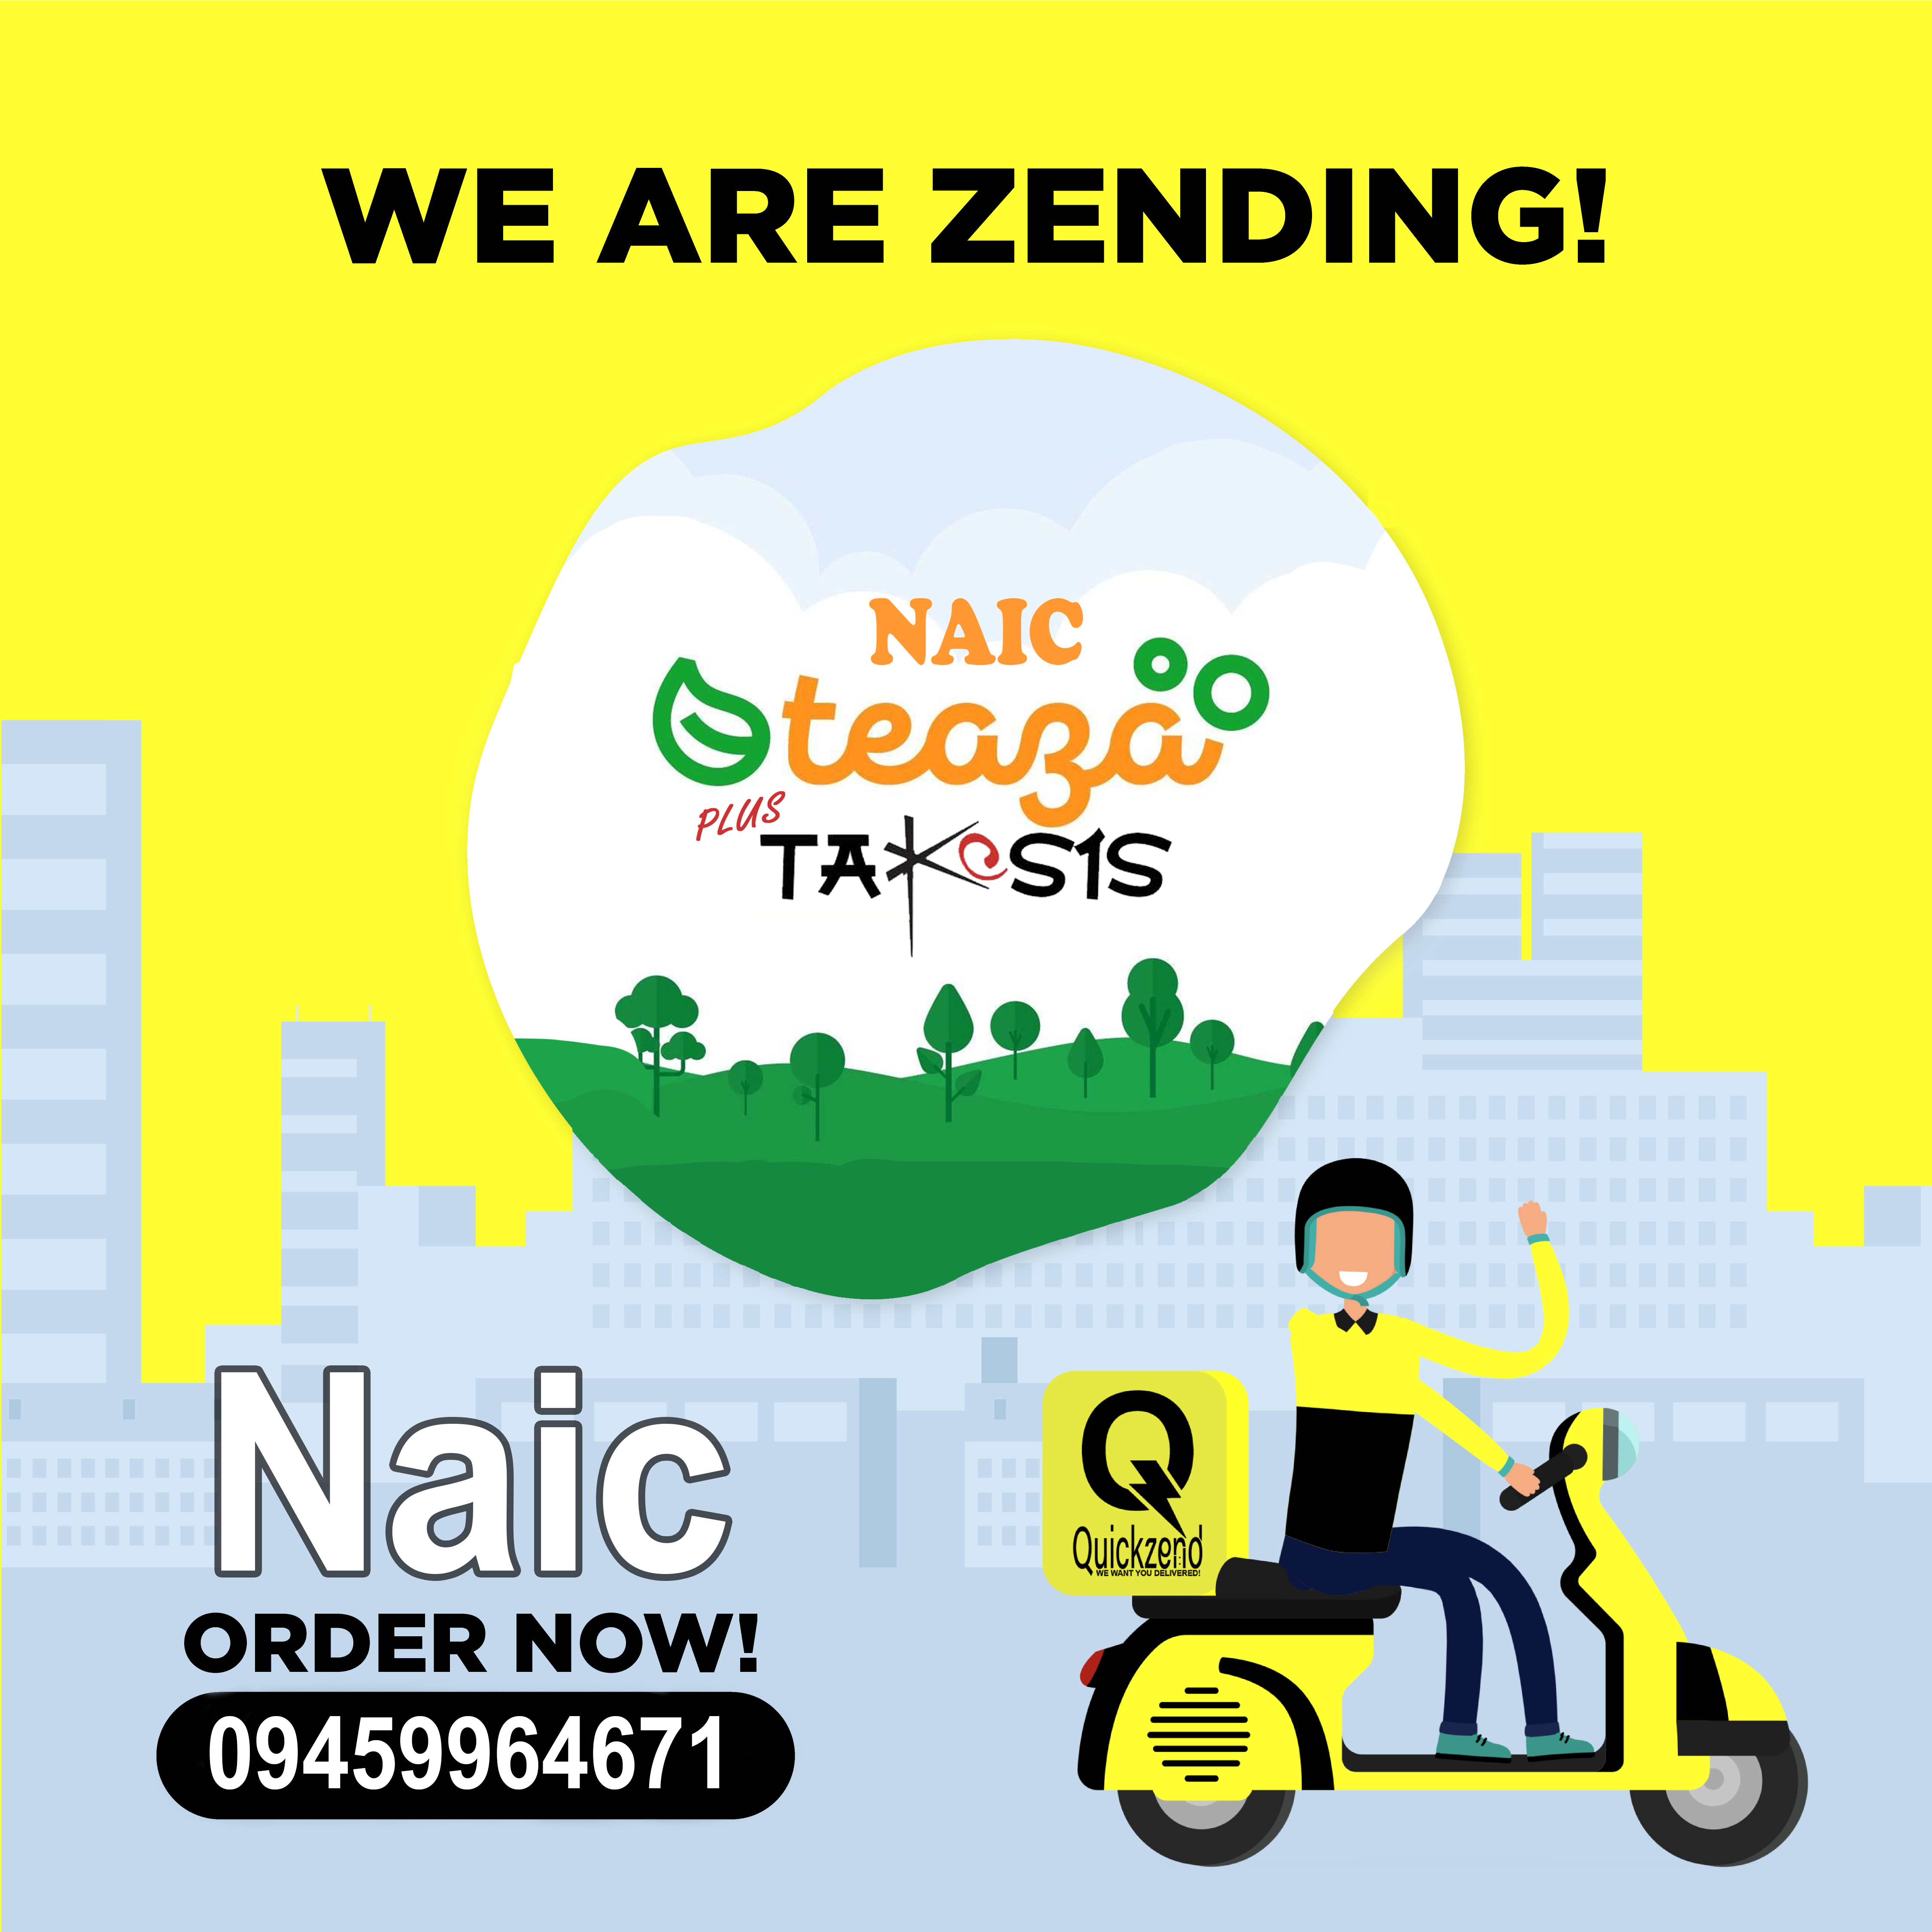 WE ARE ZENDING!
NAIC
teaza
PLUS
TAKOS1S
Naic
ORDER NOW!
09459964671
Quickzend
WE WANT YOU DELIVERED!